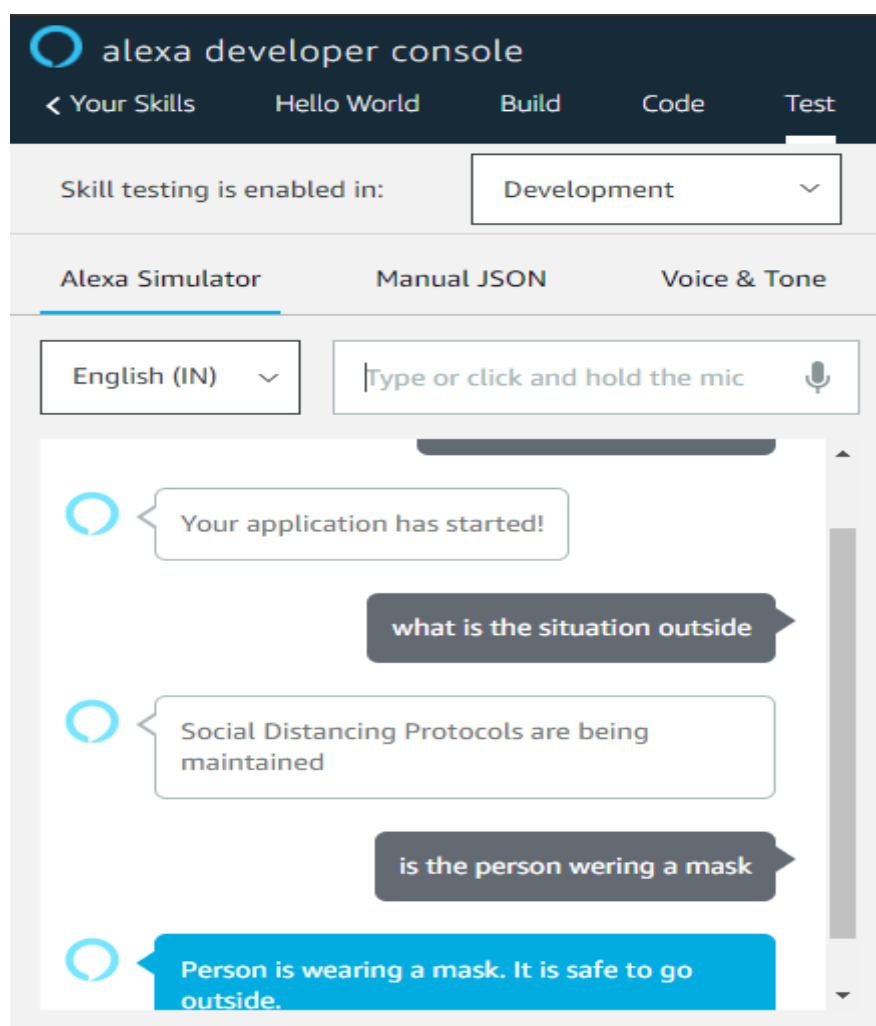 alexa developer console
Your Skills Hello World Build Code Test
Skill testing is enabled in: Development
Alexa Simulator Manual JSON Voice & Tone
English (IN) Type or click and hold the mic
Your application has started!
what is the situation outside
Social Distancing Protocols are being
maintained
is the person wering a mask
Person is wearing a mask. It is safe to go
outside.